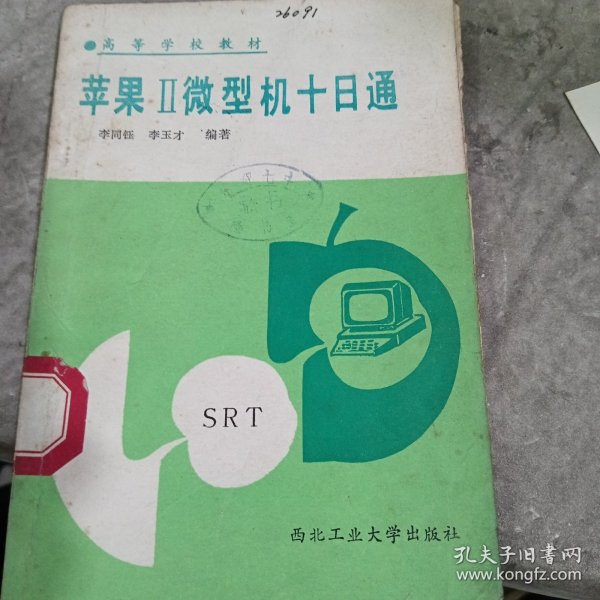 26091
高等学校教材
苹果II微型机十日通
李同钰 李玉才 编著
SRT
西北工业大学出版社
孔夫子旧书网
www.kongfz.com